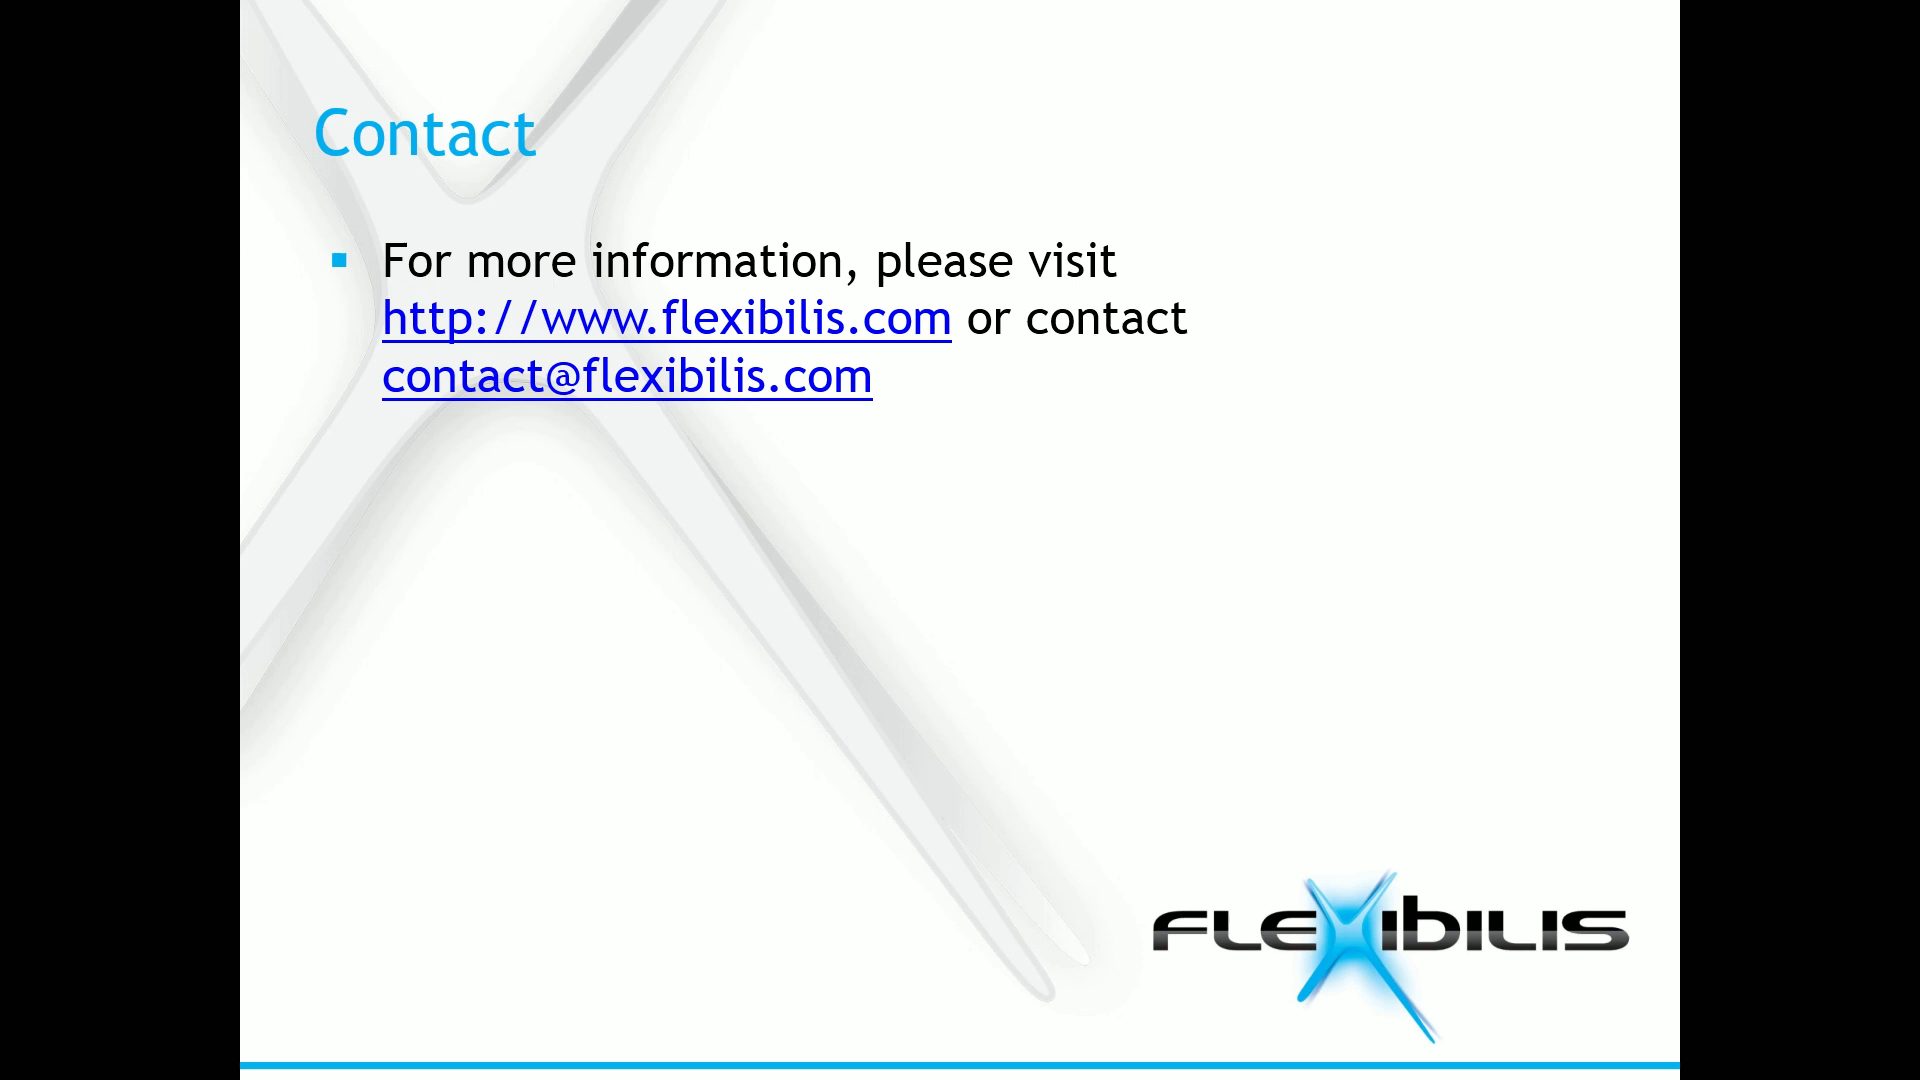 Contact
▪ For more information, please visit
http://www.flexibilis.com or contact
contact@flexibilis.com
FLEXIBILIS